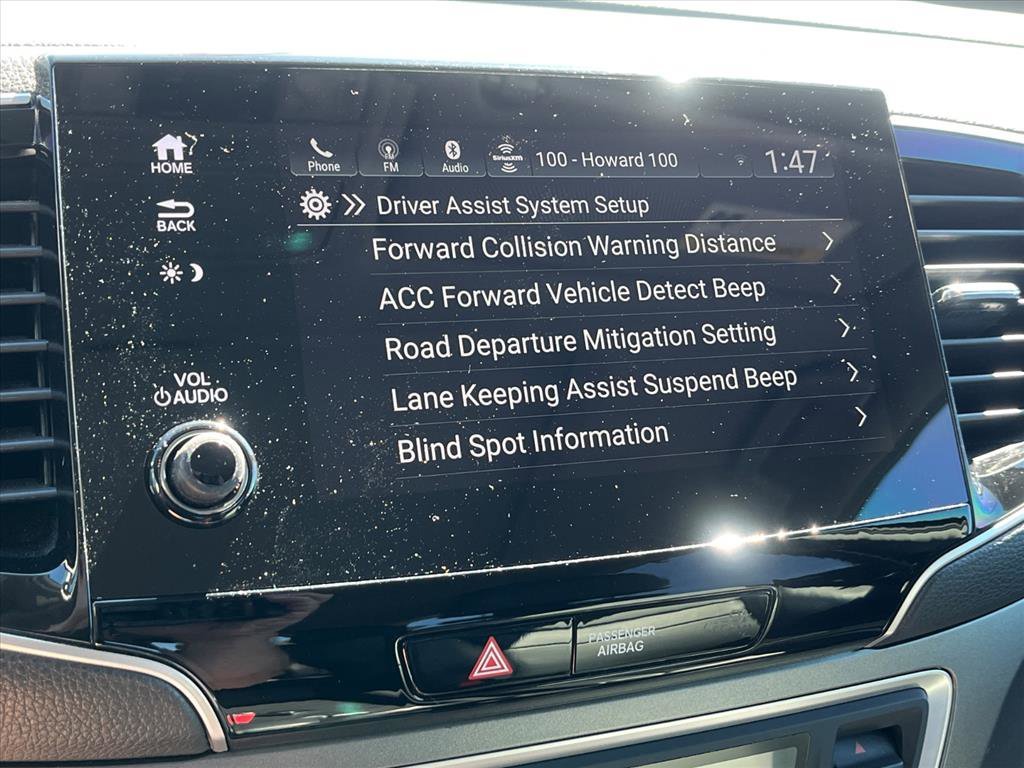 HOME
BACK
VOL
AUDIO
Phone
FM
Audio
SiriusXM
100 - Howard 100
1:47
Driver Assist System Setup
Forward Collision Warning Distance
ACC Forward Vehicle Detect Beep
Road Departure Mitigation Setting
Lane Keeping Assist Suspend Beep
Blind Spot Information
PASSENGER
AIRBAG